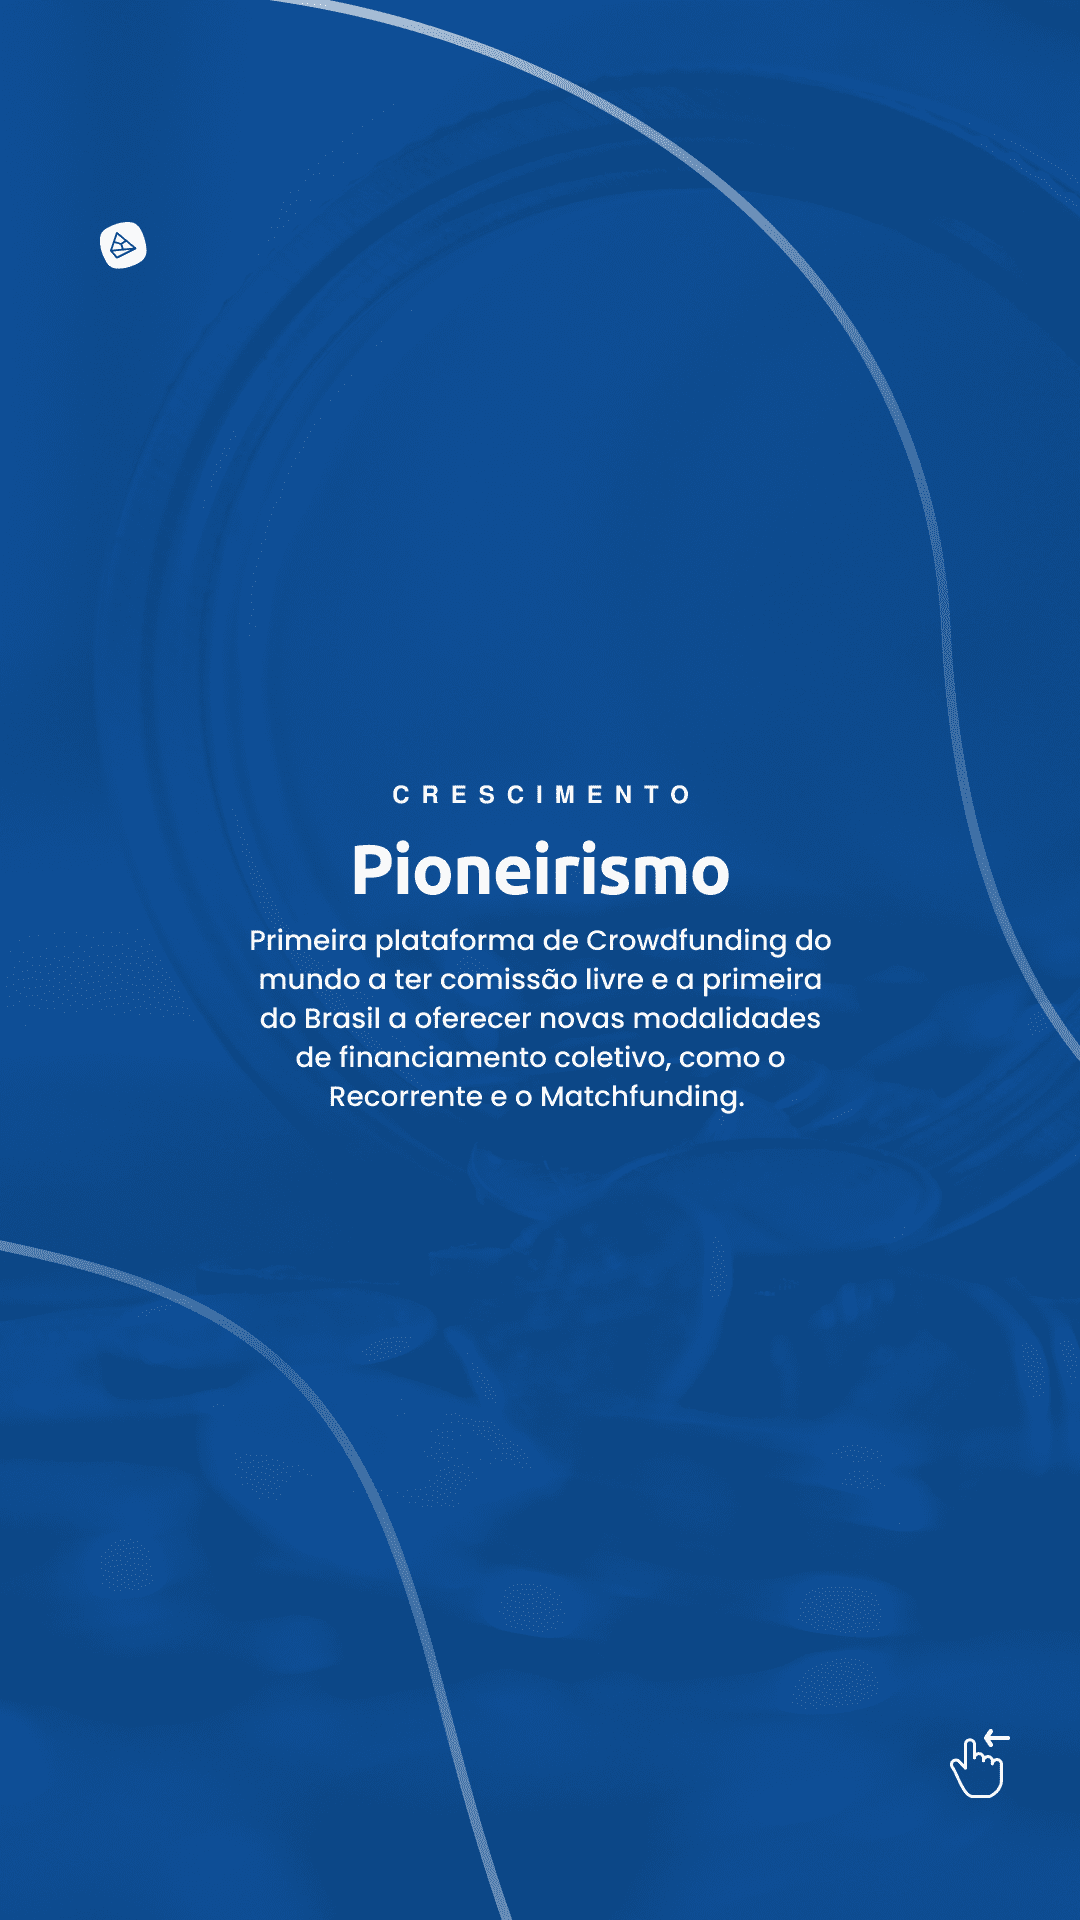 CRESCIMENTO
Pioneirismo
Primeira plataforma de Crowdfunding do
mundo a ter comissão livre e a primeira
do Brasil a oferecer novas modalidades
de financiamento coletivo, como o
Recorrente e o Matchfunding.